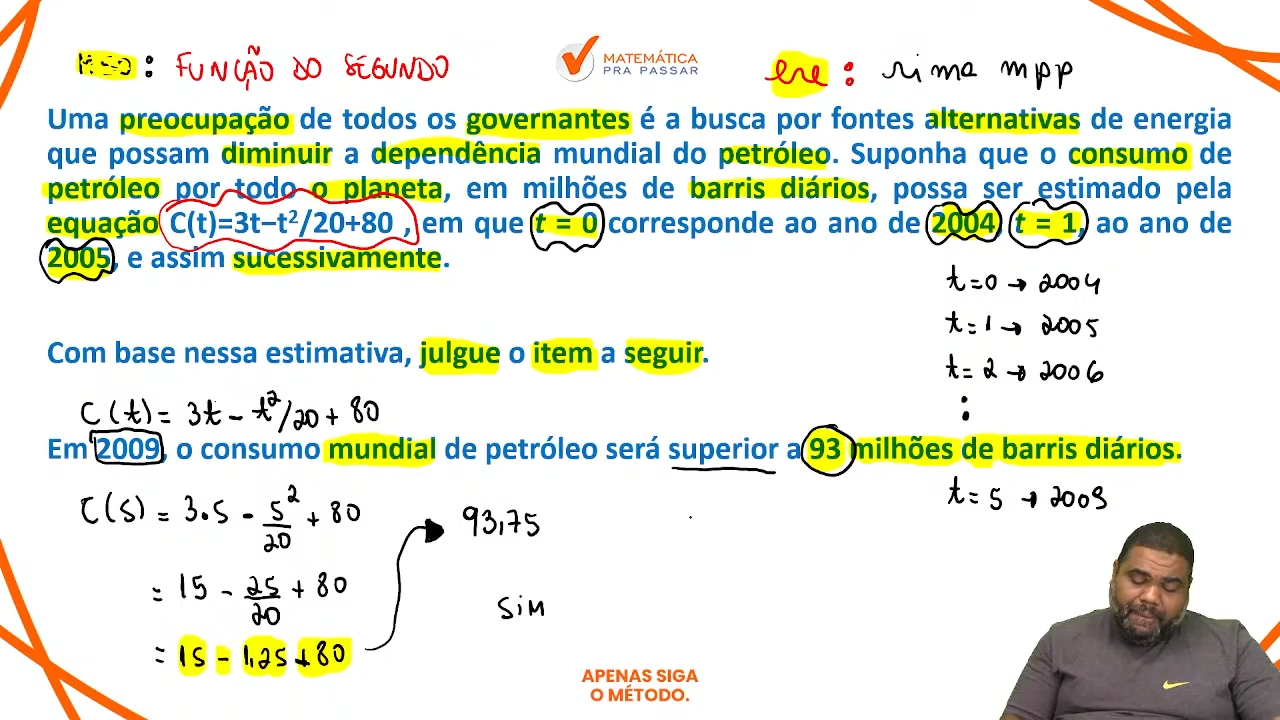 MSD : FUNÇÃO DO SEGUNDO
MATEMÁTICA
PRA PASSAR
ere : rima mpp
Uma preocupação de todos os governantes é a busca por fontes alternativas de energia
que possam diminuir a dependência mundial do petróleo. Suponha que o consumo de
petróleo por todo o planeta, em milhões de barris diários, possa ser estimado pela
equação C(t)=3t−t²/20+80 , em que t = 0 corresponde ao ano de 2004, t = 1, ao ano de
2005, e assim sucessivamente.
t=0 → 2004
t=1 → 2005
t=2 → 2006
:
Com base nessa estimativa, julgue o item a seguir.
C(t) = 3t - t²/20 + 80
Em 2009, o consumo mundial de petróleo será superior a 93 milhões de barris diários.
t=5 → 2009
C(5) = 3.5 - 5²/20 + 80
93,75
= 15 - 25/20 + 80
SIM
= 15 - 1,25 + 80
APENAS SIGA
O MÉTODO.